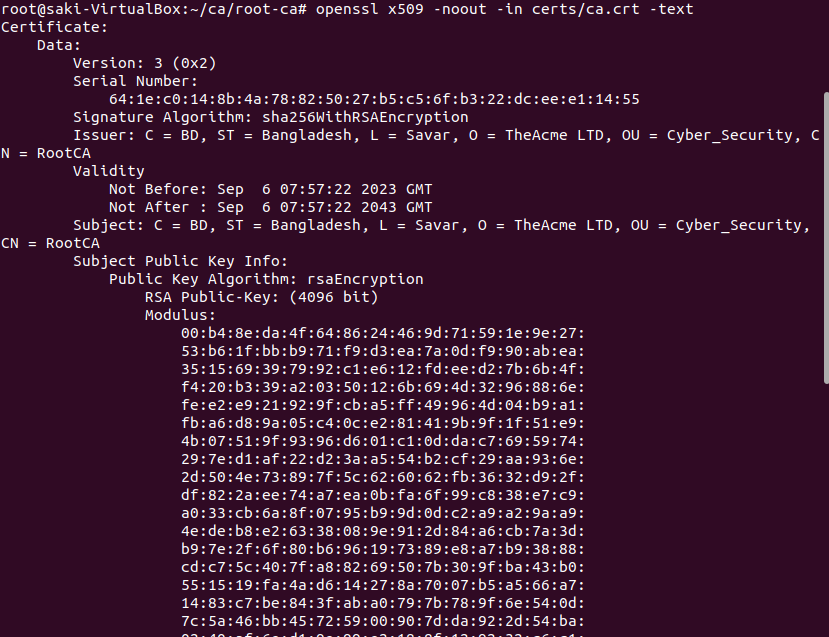 root@saki-VirtualBox:~/ca/root-ca# openssl x509 -noout -in certs/ca.crt -text
Certificate:
    Data:
        Version: 3 (0x2)
        Serial Number:
            64:1e:c0:14:8b:4a:78:82:50:27:b5:c5:6f:b3:22:dc:ee:e1:14:55
        Signature Algorithm: sha256WithRSAEncryption
        Issuer: C = BD, ST = Bangladesh, L = Savar, O = TheAcme LTD, OU = Cyber_Security, C
N = RootCA
        Validity
            Not Before: Sep  6 07:57:22 2023 GMT
            Not After : Sep  6 07:57:22 2043 GMT
        Subject: C = BD, ST = Bangladesh, L = Savar, O = TheAcme LTD, OU = Cyber_Security,
CN = RootCA
        Subject Public Key Info:
            Public Key Algorithm: rsaEncryption
                RSA Public-Key: (4096 bit)
                Modulus:
                    00:b4:8e:da:4f:64:86:24:46:9d:71:59:1e:9e:27:
                    53:b6:1f:bb:b9:71:f9:d3:ea:7a:0d:f9:90:ab:ea:
                    35:15:69:39:79:92:c1:e6:12:fd:ee:d2:7b:6b:4f:
                    f4:20:b3:39:a2:03:50:12:6b:69:4d:32:96:88:6e:
                    fe:e2:e9:21:92:9f:cb:a5:ff:49:96:4d:04:b9:a1:
                    fb:a6:d8:9a:05:c4:0c:e2:81:41:9b:9f:1f:51:e9:
                    4b:07:51:9f:93:96:d6:01:c1:0d:da:c7:69:59:74:
                    29:7e:d1:af:22:d2:3a:a5:54:b2:cf:29:aa:93:6e:
                    2d:50:4e:73:89:7f:5c:62:60:62:fb:36:32:d9:2f:
                    df:82:2a:ee:74:a7:ea:0b:fa:6f:99:c8:38:e7:c9:
                    a0:33:cb:6a:8f:07:95:b9:9d:0d:c2:a9:a2:9a:a9:
                    4e:de:b8:e2:63:38:08:9e:91:2d:84:a6:cb:7a:3d:
                    b9:7e:2f:6f:80:b6:96:19:73:89:e8:a7:b9:38:88:
                    cd:c7:5c:40:7f:a8:82:69:50:7b:30:9f:ba:43:b0:
                    55:15:19:fa:4a:d6:14:27:8a:70:07:b5:a5:66:a7:
                    14:83:c7:be:84:3f:ab:a0:79:7b:78:9f:6e:54:0d:
                    7c:5a:46:bb:45:72:59:00:90:7d:da:92:2d:54:ba: